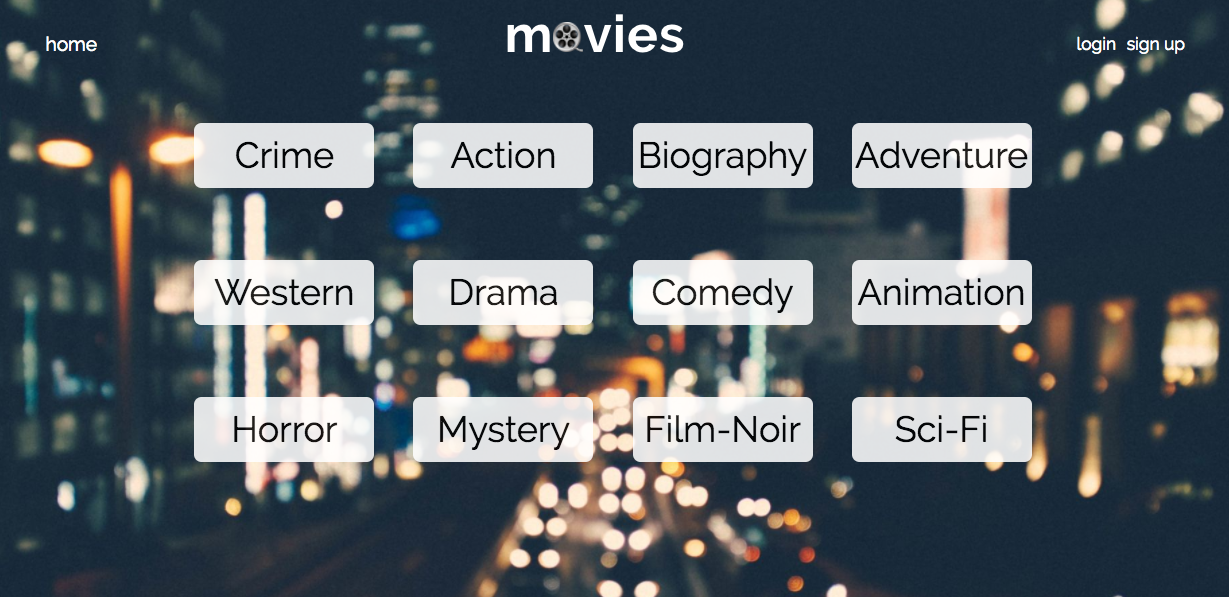 home movies login sign up
Crime Action Biography Adventure
Western Drama Comedy Animation
Horror Mystery Film-Noir Sci-Fi